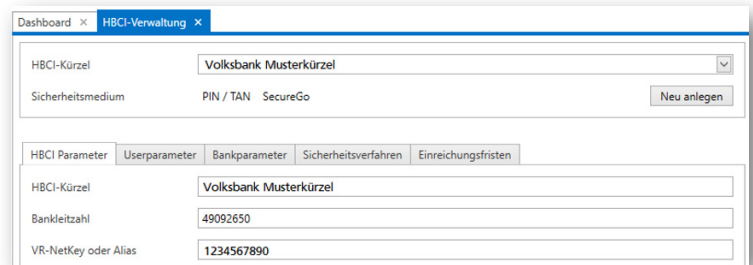 Dashboard × HBCI-Verwaltung ×
HBCI-Kürzel Volksbank Musterkürzel
Sicherheitsmedium PIN / TAN SecureGo Neu anlegen
HBCI Parameter Userparameter Bankparameter Sicherheitsverfahren Einreichungsfristen
HBCI-Kürzel Volksbank Musterkürzel
Bankleitzahl 49092650
VR-NetKey oder Alias 1234567890